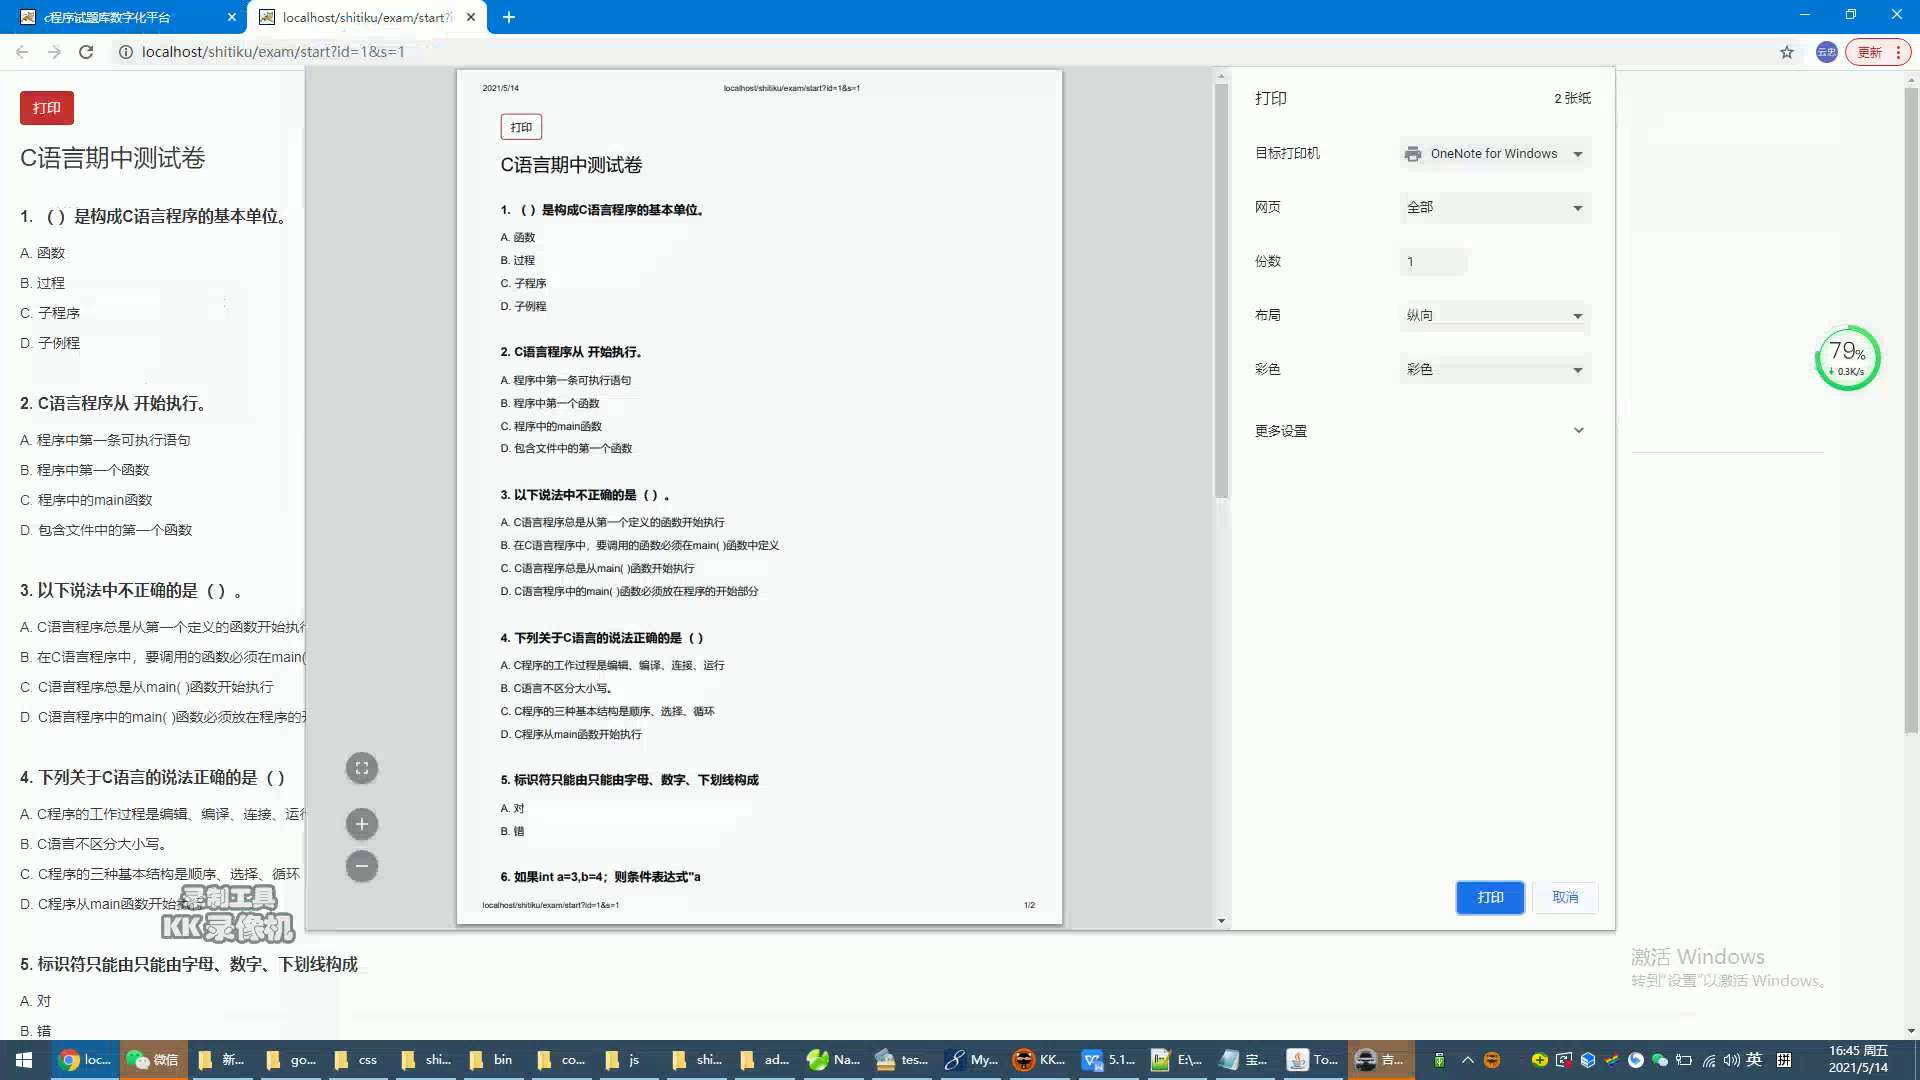 c程序试题库数字化平台
localhost/shitiku/exam/start?i
localhost/shitiku/exam/start?id=1&s=1
更新
打印
C语言期中测试卷
1. （ ）是构成C语言程序的基本单位。
A. 函数
B. 过程
C. 子程序
D. 子例程
2. C语言程序从 开始执行。
A. 程序中第一条可执行语句
B. 程序中第一个函数
C. 程序中的main函数
D. 包含文件中的第一个函数
3. 以下说法中不正确的是（ ）。
A. C语言程序总是从第一个定义的函数开始执行
B. 在C语言程序中，要调用的函数必须在main(
C. C语言程序总是从main( )函数开始执行
D. C语言程序中的main( )函数必须放在程序的
4. 下列关于C语言的说法正确的是（ ）
A. C程序的工作过程是编辑、编译、连接、运行
B. C语言不区分大小写。
C. C程序的三种基本结构是顺序、选择、循环
D. C程序从main函数开始
录制工具
KK录像机
5. 标识符只能由只能由字母、数字、下划线构成
A. 对
B. 错
2021/5/14
localhost/shitiku/exam/start?id=1&s=1
打印
C语言期中测试卷
1. （ ）是构成C语言程序的基本单位。
A. 函数
B. 过程
C. 子程序
D. 子例程
2. C语言程序从 开始执行。
A. 程序中第一条可执行语句
B. 程序中第一个函数
C. 程序中的main函数
D. 包含文件中的第一个函数
3. 以下说法中不正确的是（ ）。
A. C语言程序总是从第一个定义的函数开始执行
B. 在C语言程序中，要调用的函数必须在main( )函数中定义
C. C语言程序总是从main( )函数开始执行
D. C语言程序中的main( )函数必须放在程序的开始部分
4. 下列关于C语言的说法正确的是（ ）
A. C程序的工作过程是编辑、编译、连接、运行
B. C语言不区分大小写。
C. C程序的三种基本结构是顺序、选择、循环
D. C程序从main函数开始执行
5. 标识符只能由只能由字母、数字、下划线构成
A. 对
B. 错
6. 如果int a=3,b=4；则条件表达式"a
localhost/shitiku/exam/start?id=1&s=1
1/2
打印
2 张纸
目标打印机
OneNote for Windows
网页
全部
份数
1
布局
纵向
彩色
彩色
更多设置
打印
取消
79%
0.3K/s
激活 Windows
转到"设置"以激活 Windows。
loc...
微信
新...
go...
css
shi...
bin
co...
js
shi...
ad...
Na...
tes...
My...
KK...
5.1...
E:\...
宝...
To...
吉...
英
拼
16:45 周五
2021/5/14